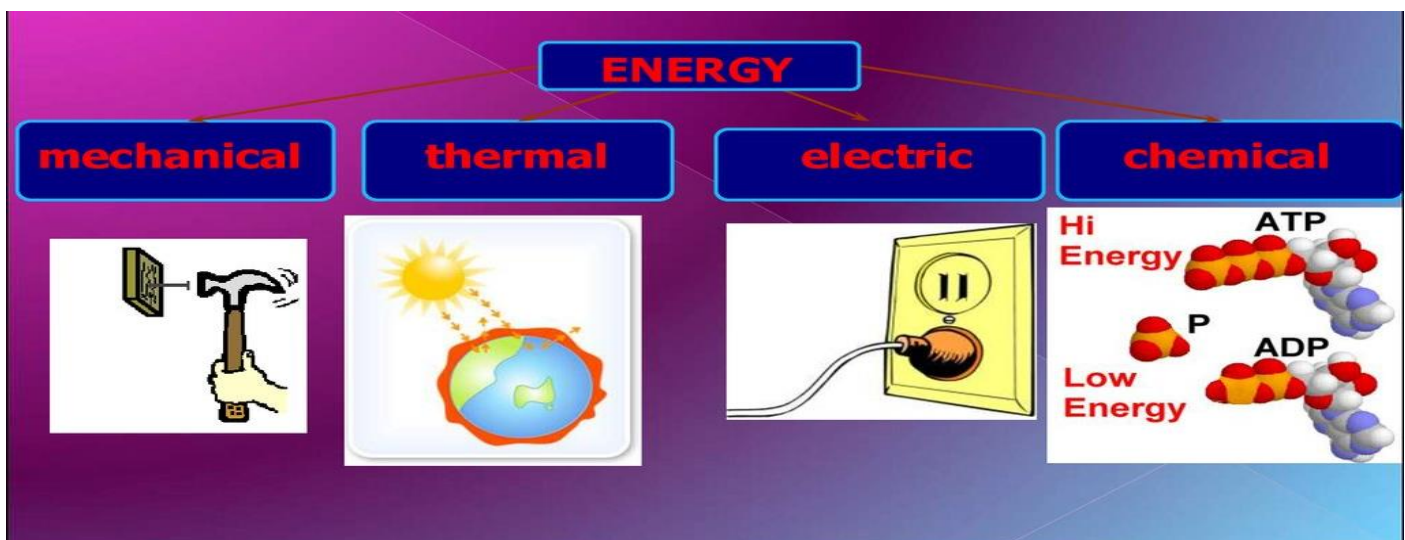 ENERGY
mechanical
thermal
electric
chemical
Hi
Energy
ATP
P
ADP
Low
Energy